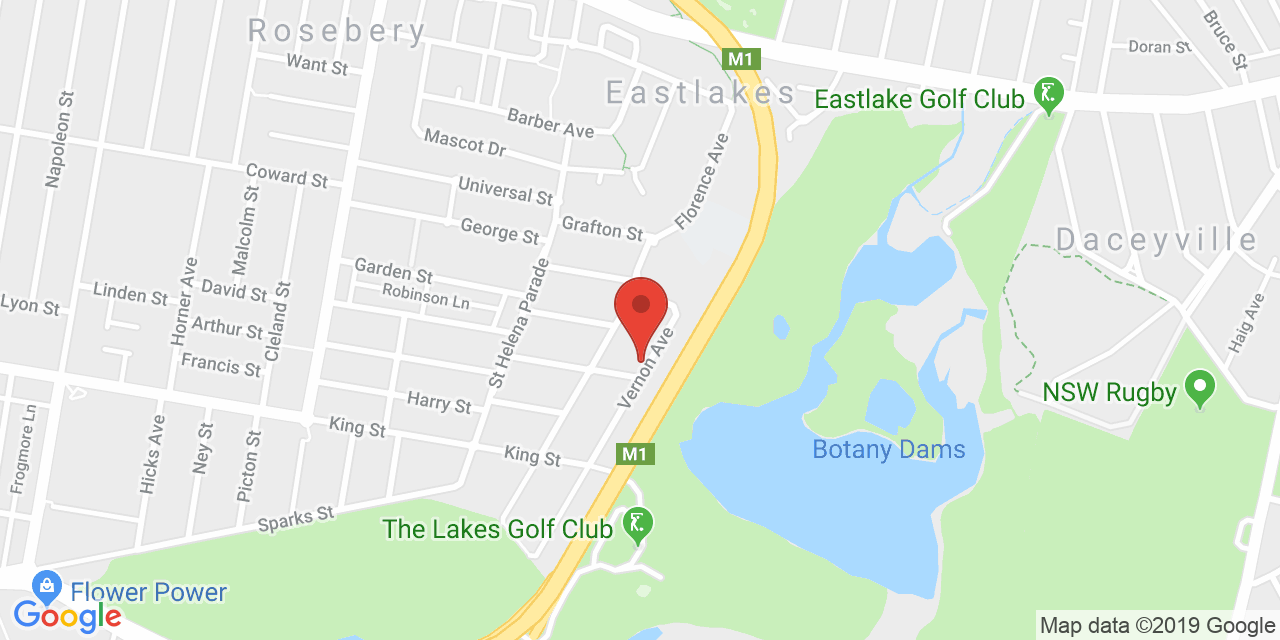 Rosebery
Want St
Bruce St
Doran St
M1
Eastlakes
Eastlake Golf Club
Napoleon St
Barber Ave
Mascot Dr
Florence Ave
Coward St
Universal St
Malcolm St
Grafton St
George St
Daceyville
Garden St
Robinson Ln
Linden St
David St
Lyon St
Horner Ave
Cleland St
St Helena Parade
Arthur St
Haig Ave
Francis St
Vernon Ave
NSW Rugby
Harry St
King St
King St
M1
Botany Dams
Frogmore Ln
Hicks Ave
Ney St
Picton St
Sparks St
The Lakes Golf Club
Flower Power
Google
Map data ©2019 Google